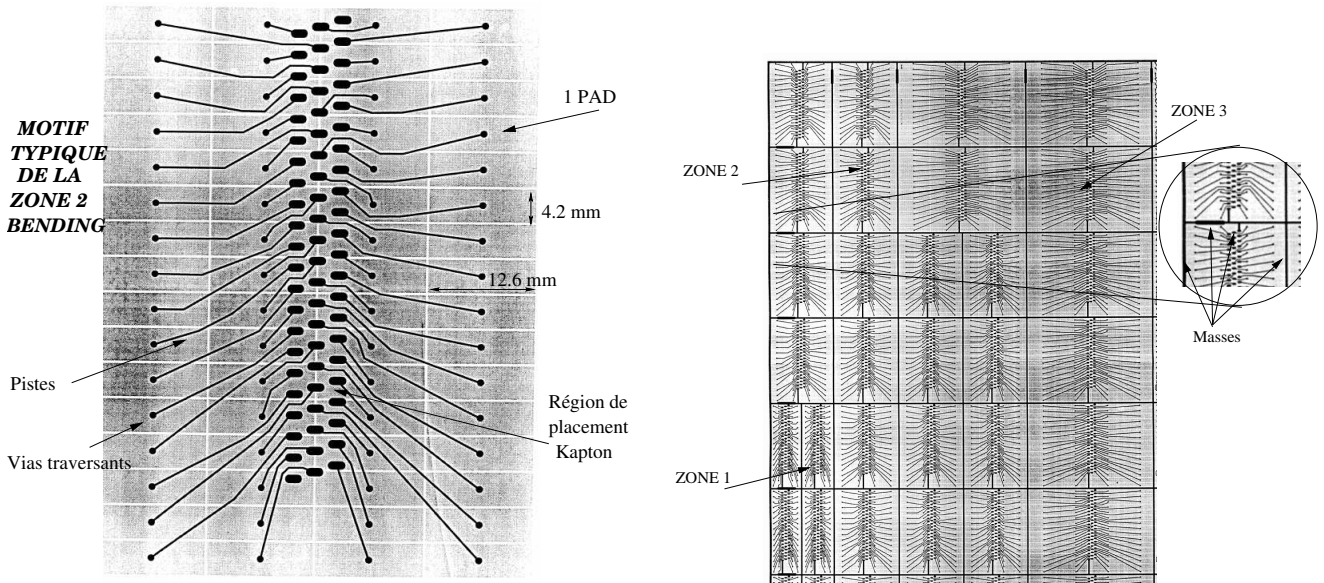 MOTIF
TYPIQUE
DE LA
ZONE 2
BENDING
1 PAD
4.2 mm
12.6 mm
Pistes
Vias traversants
Région de
placement
Kapton
ZONE 3
ZONE 2
Masses
ZONE 1